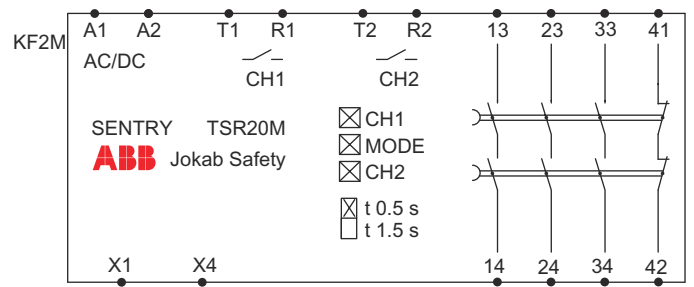 KF2M
A1 A2 T1 R1 T2 R2 13 23 33 41
AC/DC
CH1 CH2
CH1
SENTRY TSR20M
MODE
ABB Jokab Safety
CH2
t 0.5 s
t 1.5 s
X1 X4 14 24 34 42